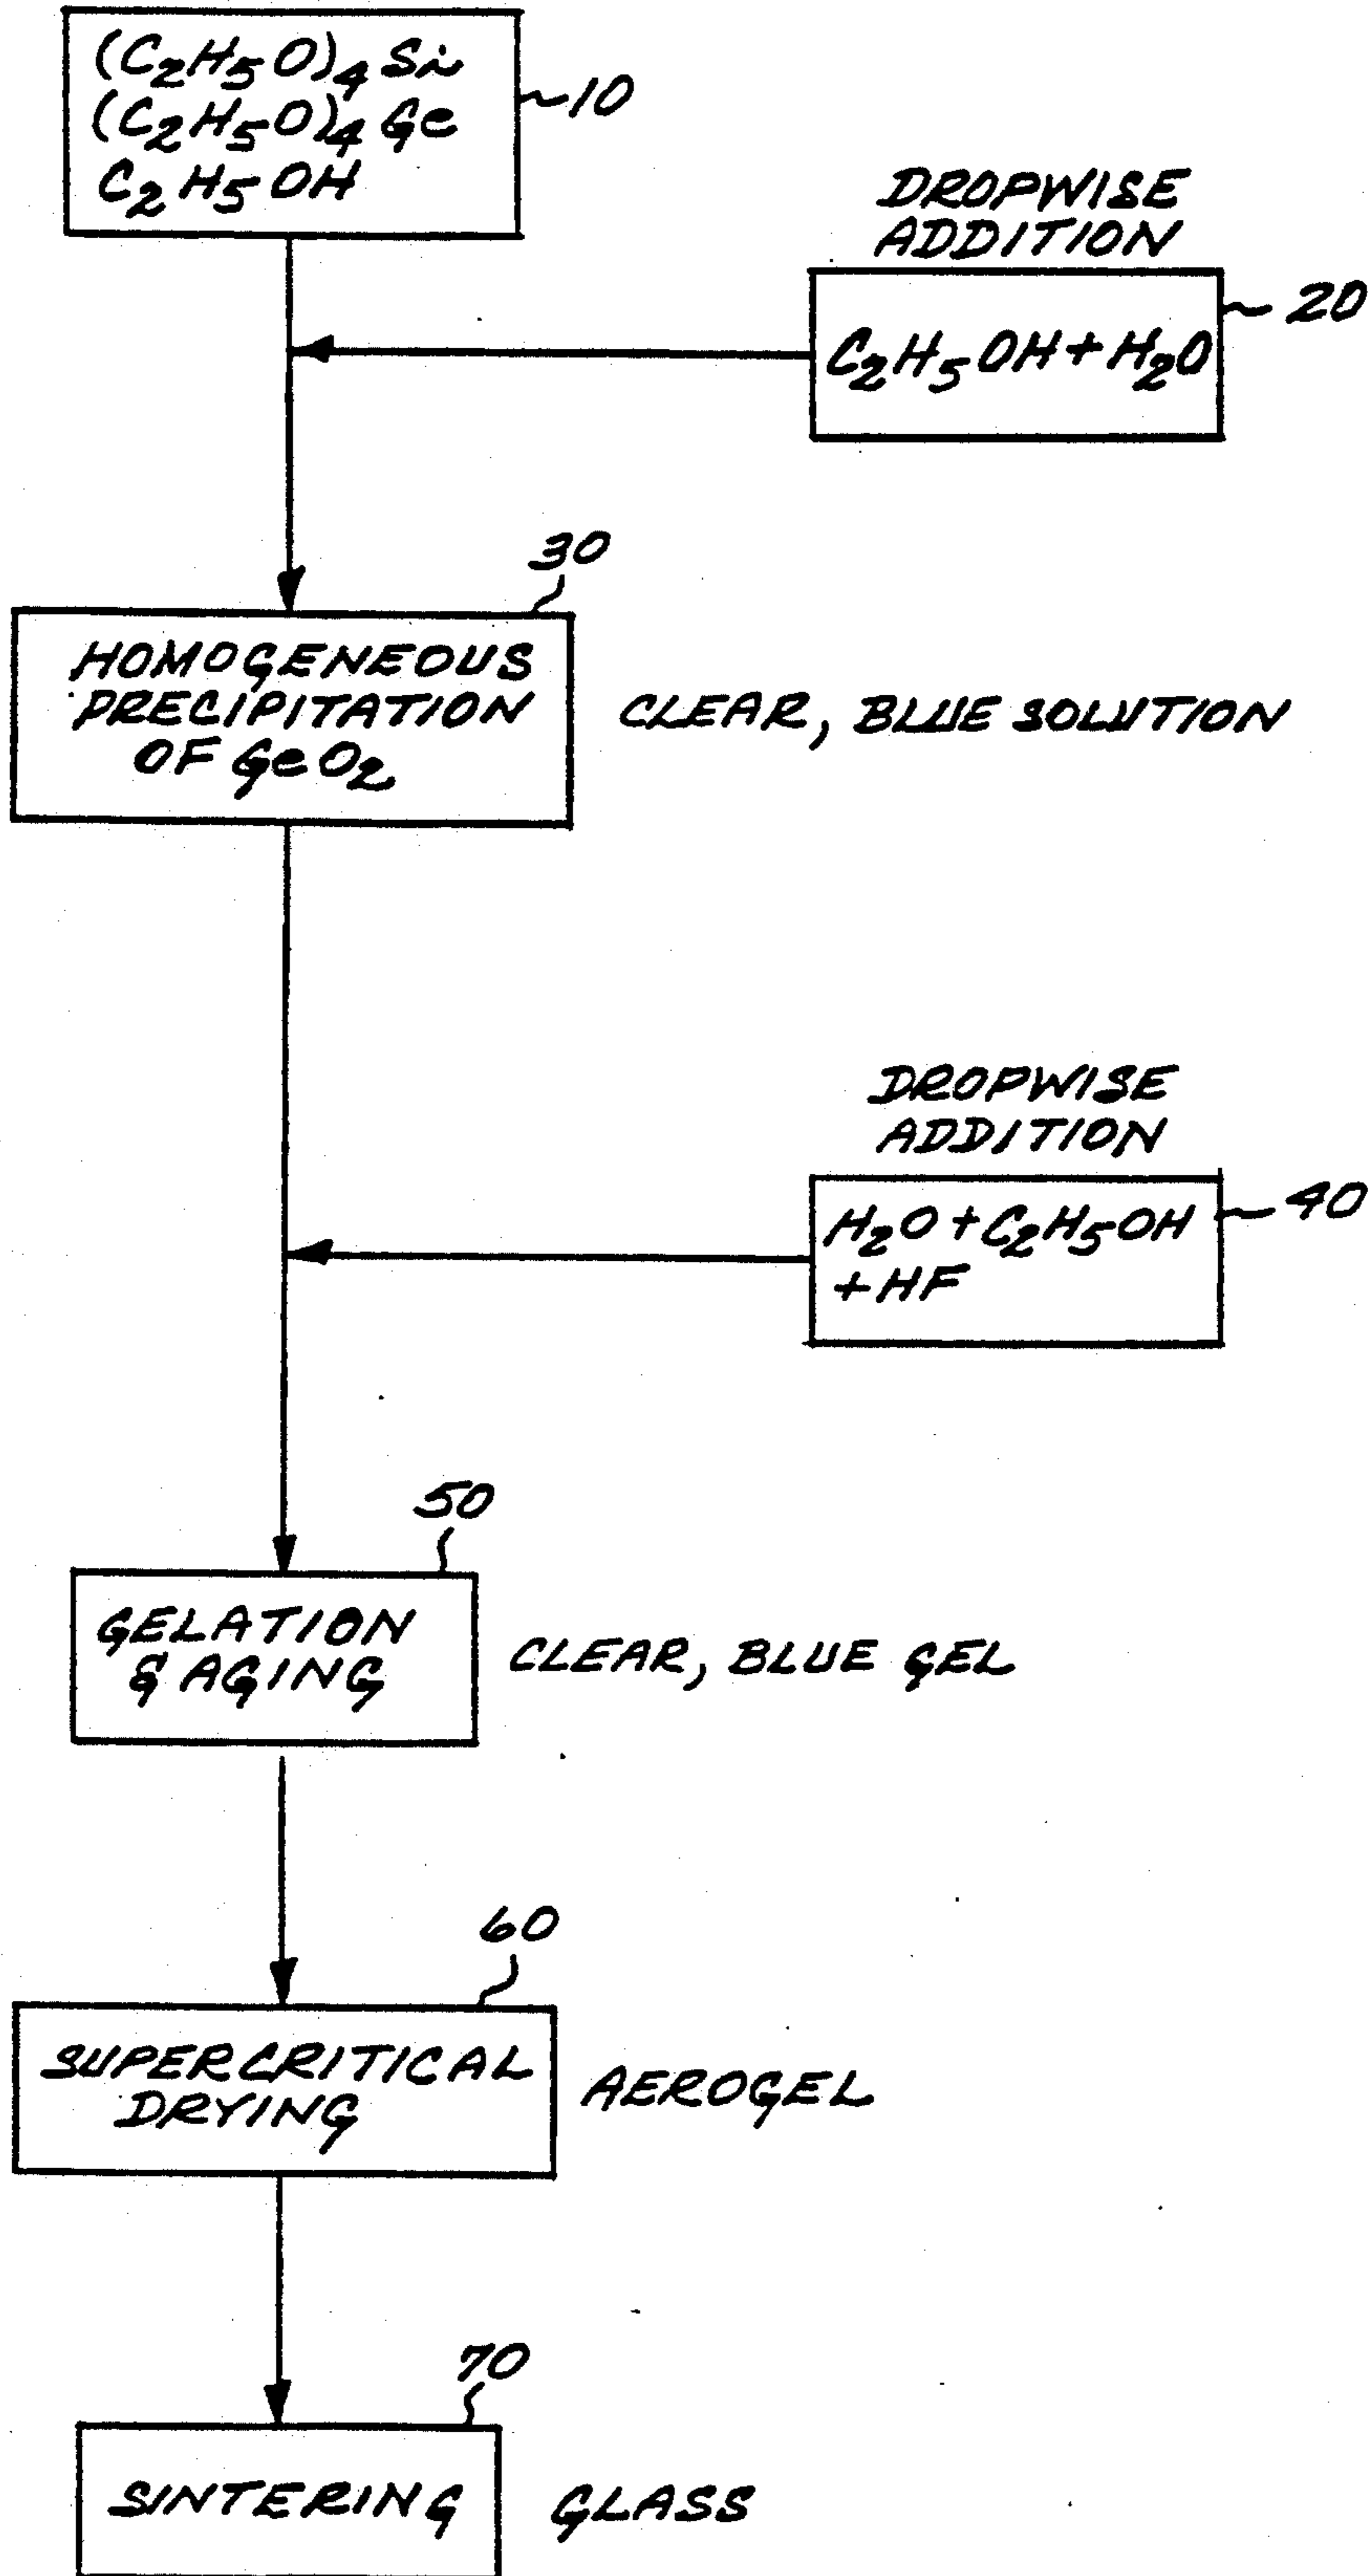 (C₂H₅O)₄ Si
(C₂H₅O)₄ Ge
C₂H₅OH
10
DROPWISE
ADDITION
20
C₂H₅OH + H₂O
30
HOMOGENEOUS
PRECIPITATION
OF GeO₂
CLEAR, BLUE SOLUTION
DROPWISE
ADDITION
40
H₂O + C₂H₅OH
+ HF
50
GELATION
& AGING
CLEAR, BLUE GEL
60
SUPERCRITICAL
DRYING
AEROGEL
70
SINTERING
GLASS